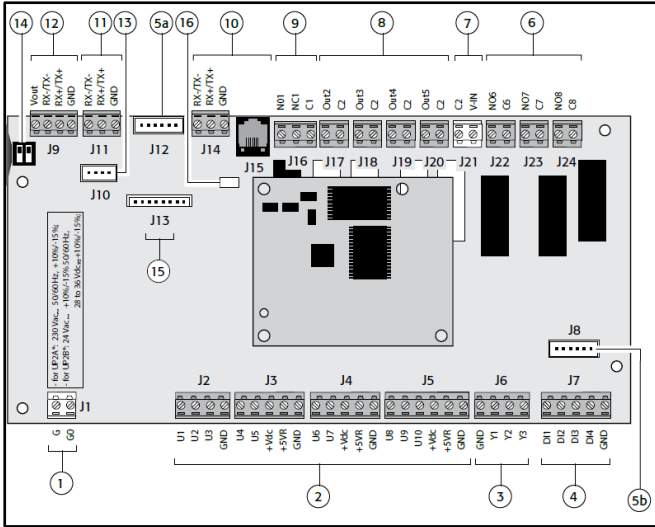 14 12 11 13 5a 16 10 9 8 7 6
Vout RX-/TX- RX+/TX+ GND RX-/TX- RX+/TX+ GND RX-/TX- RX+/TX+ GND NO1 NC1 C1 Out2 C2 Out3 C2 Out4 C2 Out5 C2 C2 V-IN NO6 C6 NO7 C7 NO8 C8
J9 J11 J12 J14 J15 J16 J17 J18 J19 J20 J21 J22 J23 J24
J10
J13
15
- for UP2A*: 230 Vac 50/60 Hz, +10%/-15%;
- for UP2B*: 24 Vac +10%/-15% 50/60 Hz,
28 to 36 Vdc +10%/-15%;
J8
J1 J2 J3 J4 J5 J6 J7
G G0 U1 U2 U3 GND U4 U5 +Vdc +5VR GND U6 U7 +Vdc +5VR GND U8 U9 U10 +Vdc +5VR GND GND Y1 Y2 Y3 DI1 DI2 DI3 DI4 GND
1 2 3 4 5b